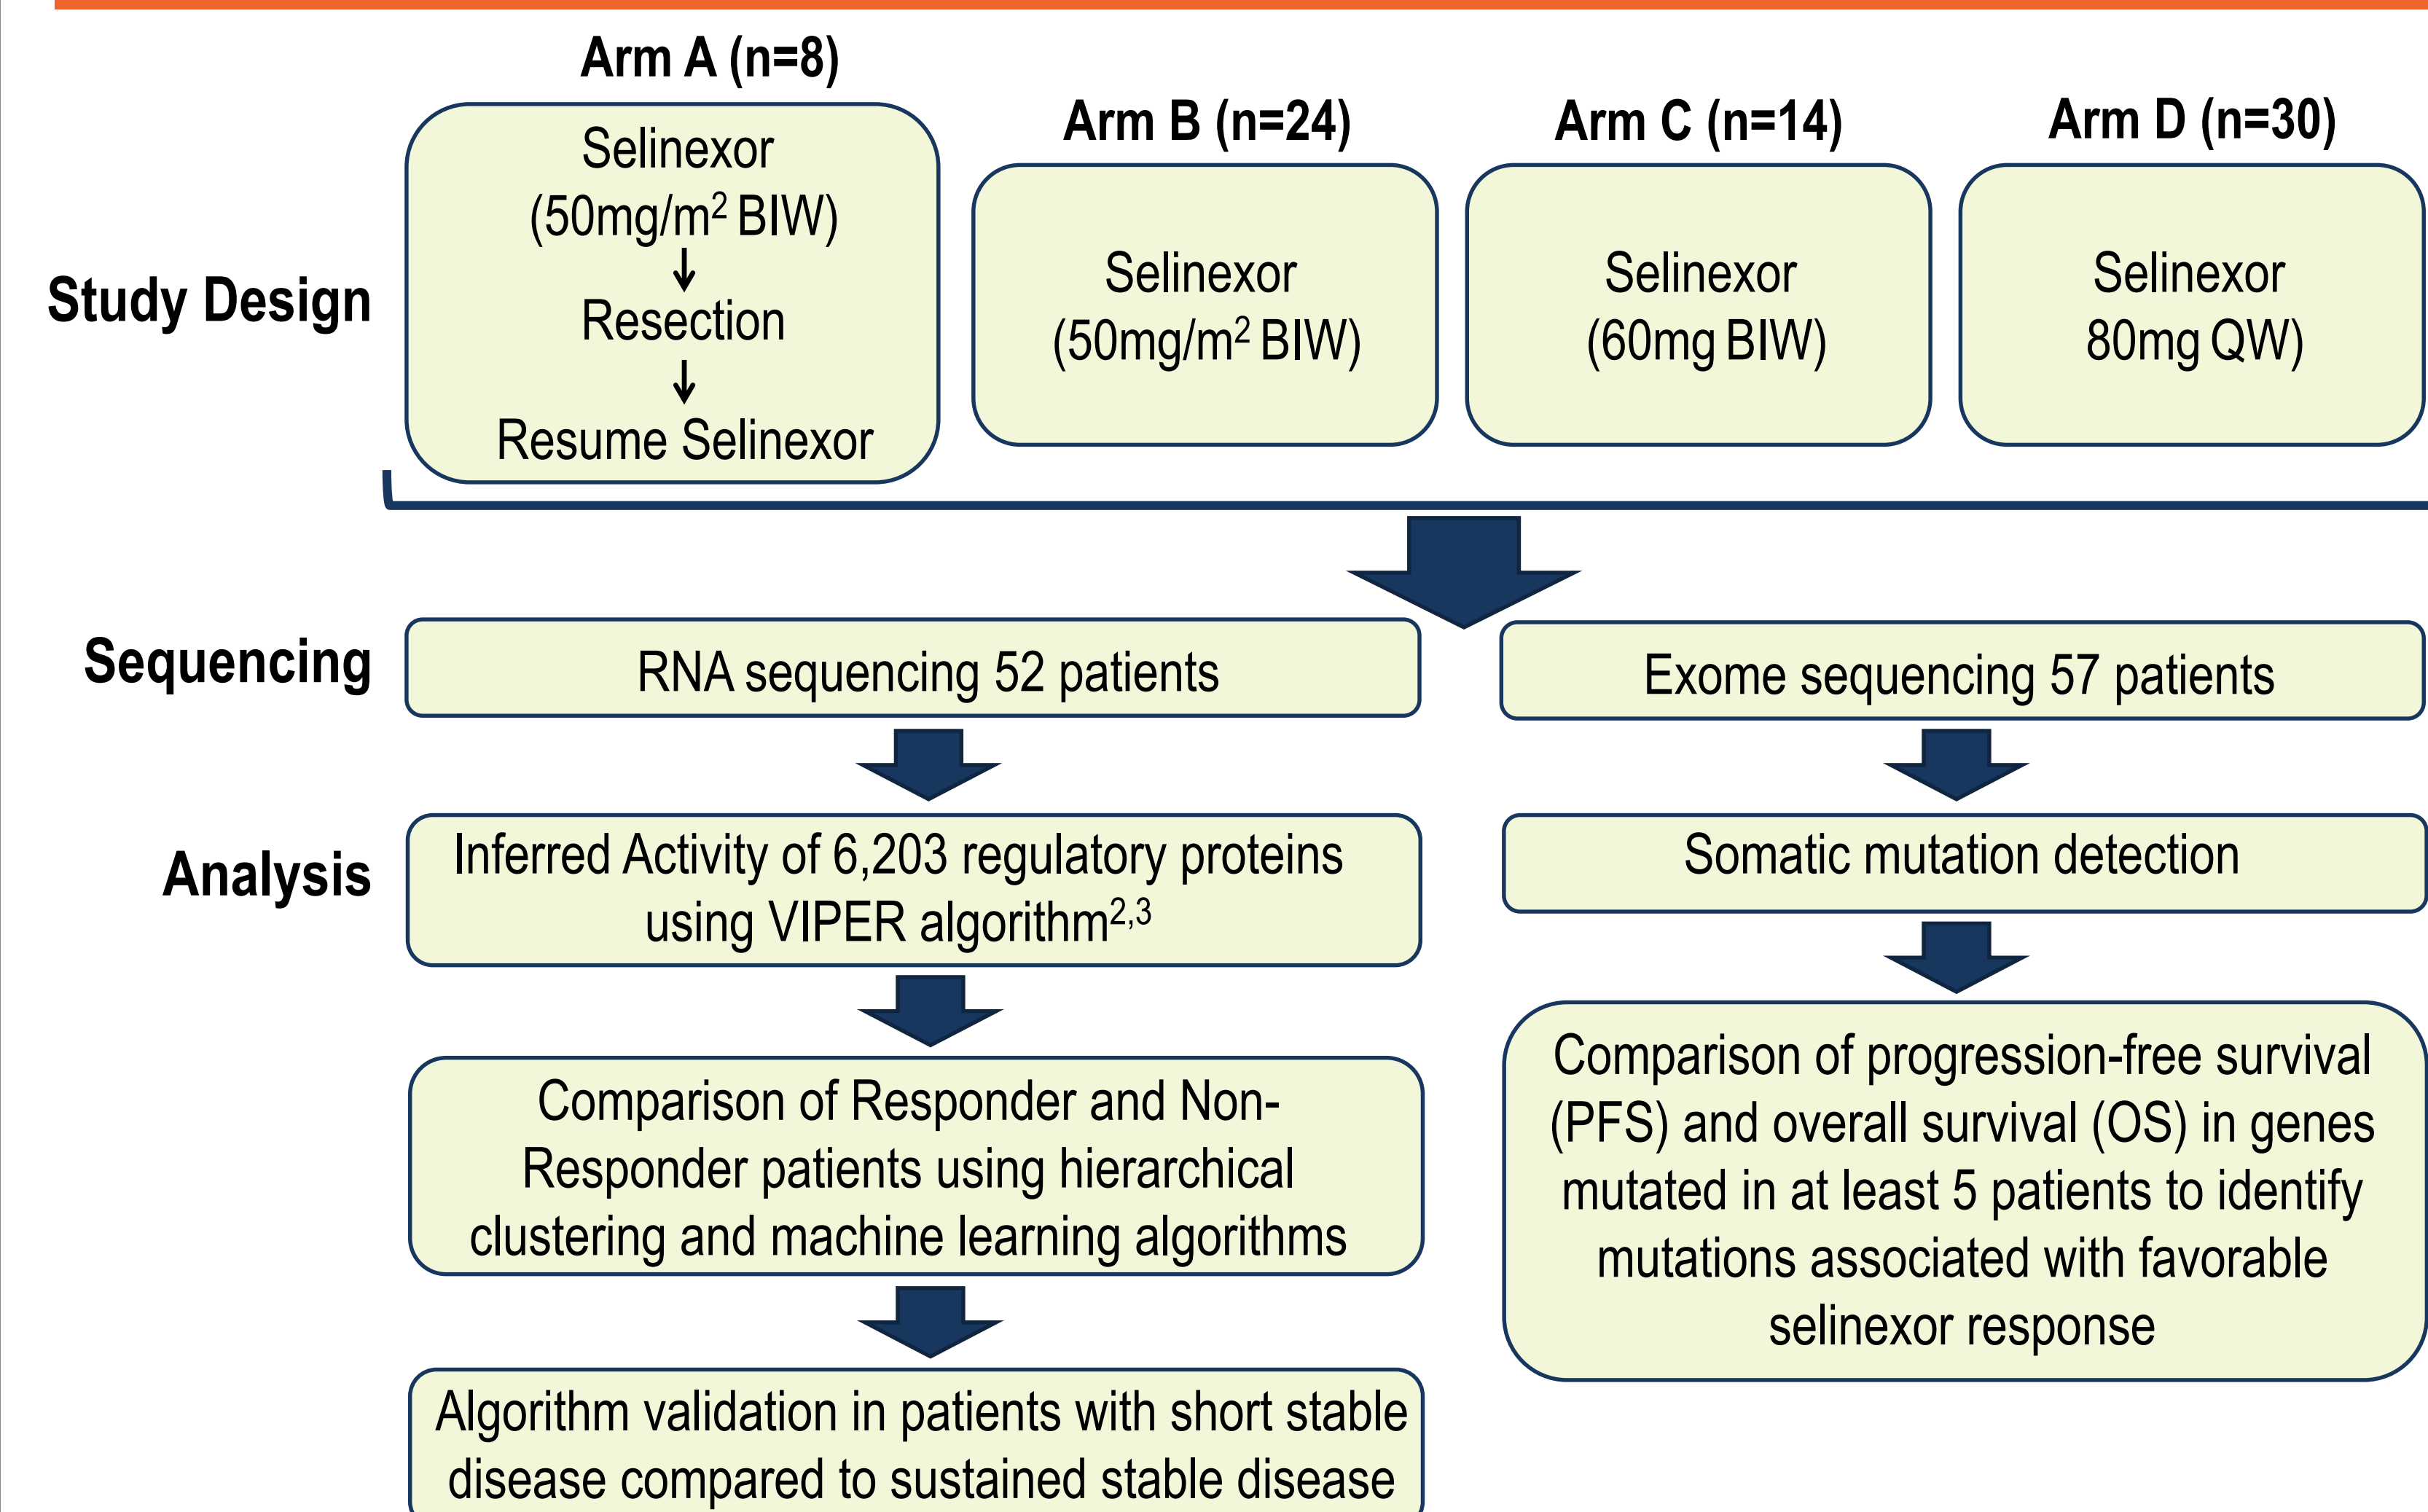 Arm A (n=8)
Selinexor
(50mg/m² BIW)
↓
Resection
↓
Resume Selinexor
Arm B (n=24)
Selinexor
(50mg/m² BIW)
Arm C (n=14)
Selinexor
(60mg BIW)
Arm D (n=30)
Selinexor
80mg QW)
Study Design
Sequencing
RNA sequencing 52 patients
Exome sequencing 57 patients
Analysis
Inferred Activity of 6,203 regulatory proteins
using VIPER algorithm²,³
Somatic mutation detection
Comparison of Responder and Non-
Responder patients using hierarchical
clustering and machine learning algorithms
Comparison of progression-free survival
(PFS) and overall survival (OS) in genes
mutated in at least 5 patients to identify
mutations associated with favorable
selinexor response
Algorithm validation in patients with short stable
disease compared to sustained stable disease